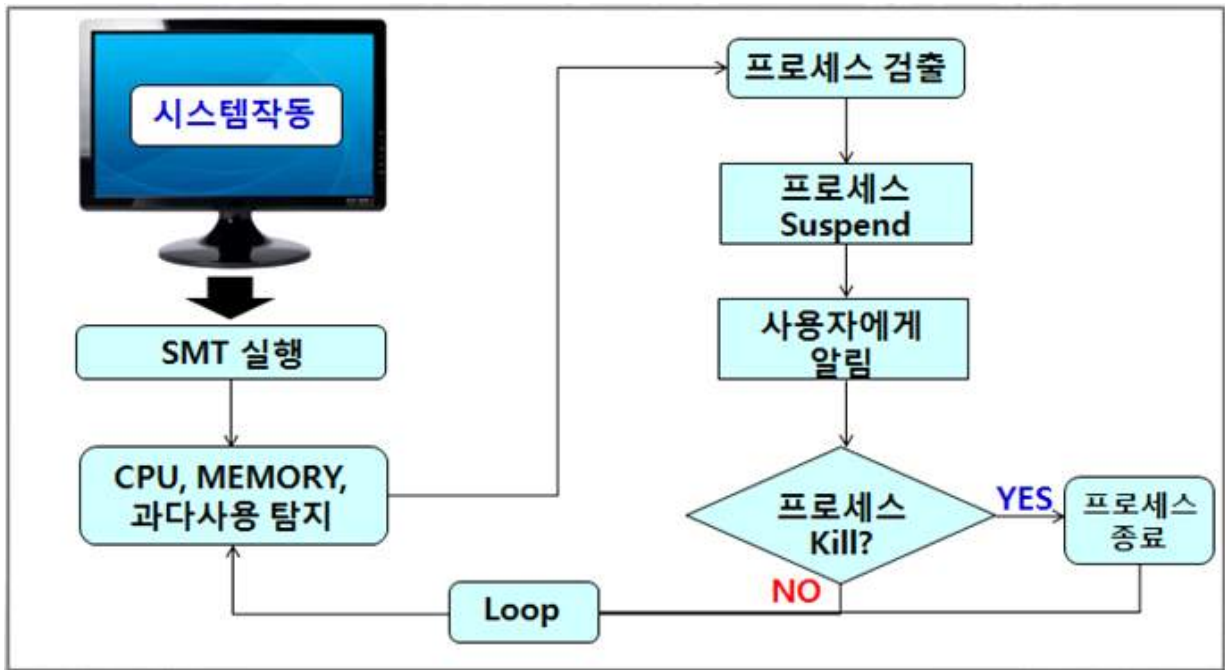 시스템작동
SMT 실행
CPU, MEMORY,
과다사용 탐지
프로세스 검출
프로세스
Suspend
사용자에게
알림
프로세스
Kill?
YES
프로세스
종료
NO
Loop